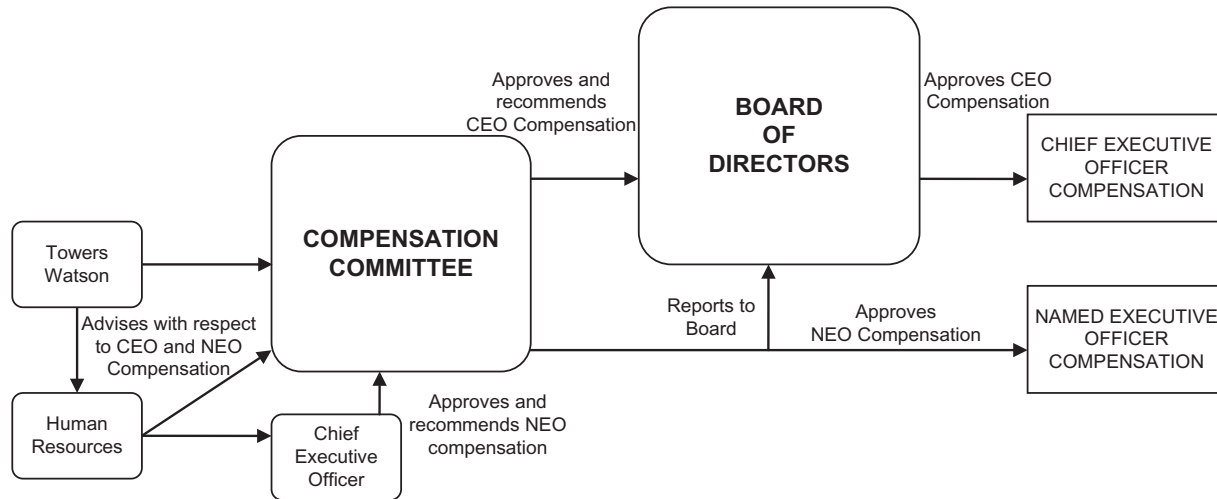 Approves and
recommends
CEO Compensation
BOARD
OF
DIRECTORS
Approves CEO
Compensation
CHIEF EXECUTIVE
OFFICER
COMPENSATION
COMPENSATION
COMMITTEE
Towers
Watson
Advises with respect
to CEO and NEO
Compensation
Reports to
Board
Approves
NEO Compensation
NAMED EXECUTIVE
OFFICER
COMPENSATION
Human
Resources
Chief
Executive
Officer
Approves and
recommends NEO
compensation